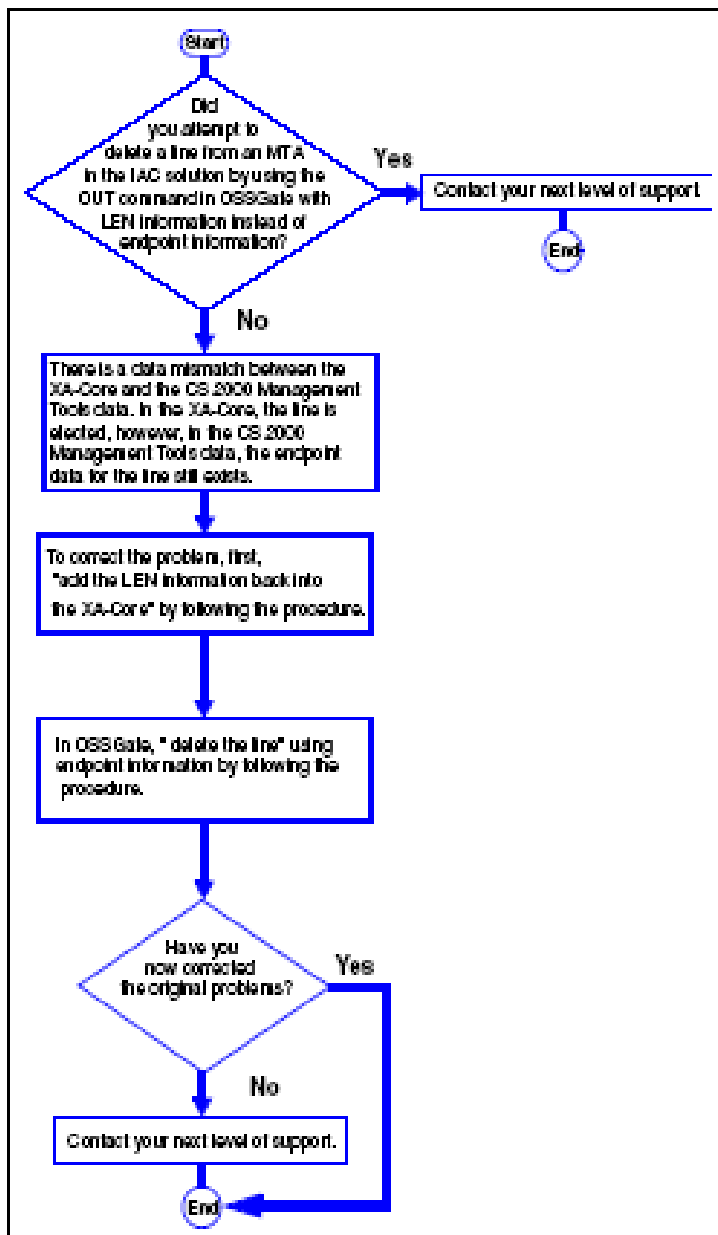 Start
Did
you attempt to
delete a line from an MTA
in the IAC solution by using the
OUT command in OSSGate with
LEN information instead of
endpoint information?
Yes
Contact your next level of support.
End
No
There is a data mismatch between the
XA-Core and the CS 2000 Management
Tools data. In the XA-Core, the line is
elected, however, in the CS 2000
Management Tools data, the endpoint
data for the line still exists.
To correct the problem, first,
"add the LEN information back into
the XA-Core" by following the procedure.
In OSSGate, " delete the line" using
endpoint information by following the
procedure.
Have you
now corrected
the original problems?
Yes
No
Contact your next level of support.
End